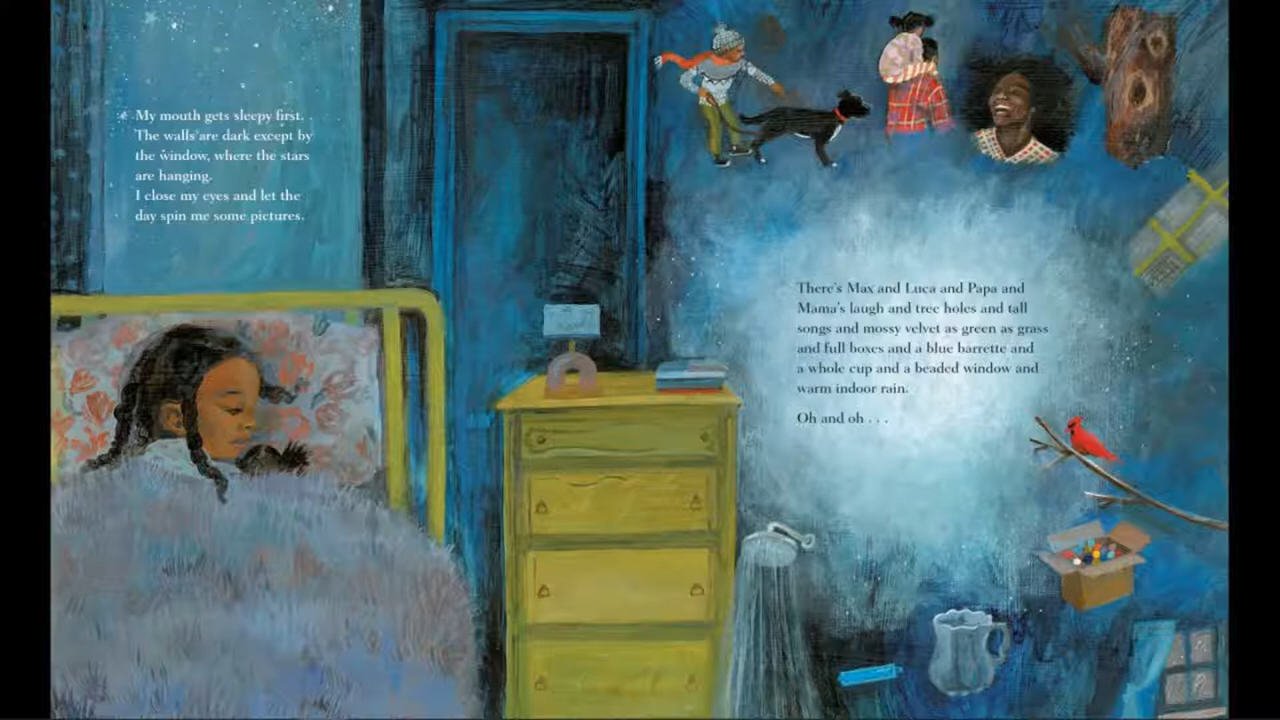 My mouth gets sleepy first.
The walls are dark except by
the window, where the stars
are hanging.
I close my eyes and let the
day spin me some pictures.
There's Max and Luca and Papa and
Mama's laugh and tree holes and tall
songs and mossy velvet as green as grass
and full boxes and a blue barrette and
a whole cup and a beaded window and
warm indoor rain.
Oh and oh . . .